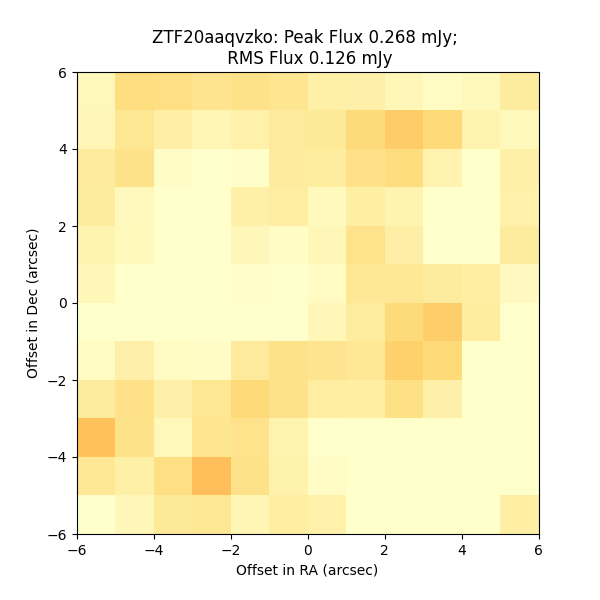 ZTF20aaqvzko: Peak Flux 0.268 mJy;
RMS Flux 0.126 mJy
6
4
2
0
−2
−4
−6
Offset in Dec (arcsec)
−6 −4 −2 0 2 4 6
Offset in RA (arcsec)